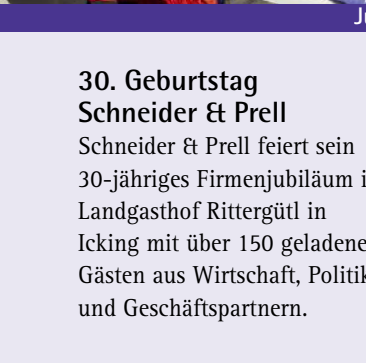 30. Geburtstag
Schneider & Prell
Schneider & Prell feiert sein
30-jähriges Firmenjubiläum
Landgasthof Rittergütl in
Icking mit über 150
Gästen aus Wirtschaft,
und Geschäftspartnern.